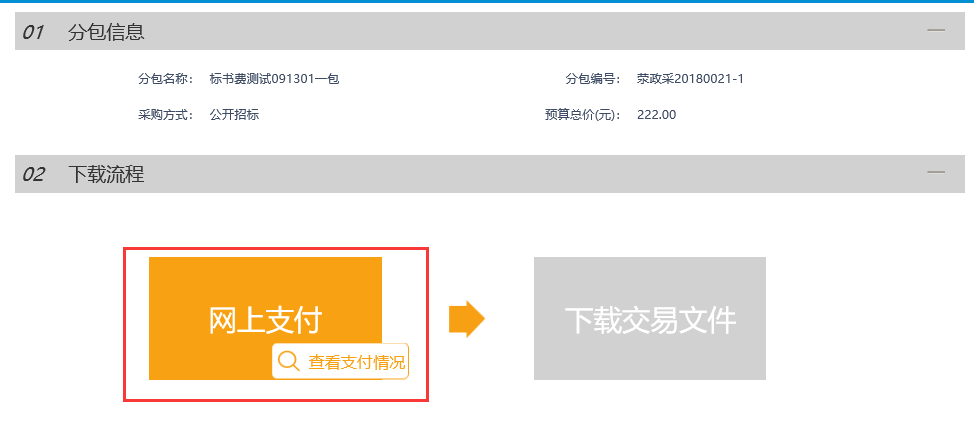 01 分包信息
分包名称： 标书费测试091301一包 分包编号： 荥政采20180021-1
采购方式： 公开招标 预算总价(元)： 222.00
02 下载流程
网上支付 下载交易文件
查看支付情况